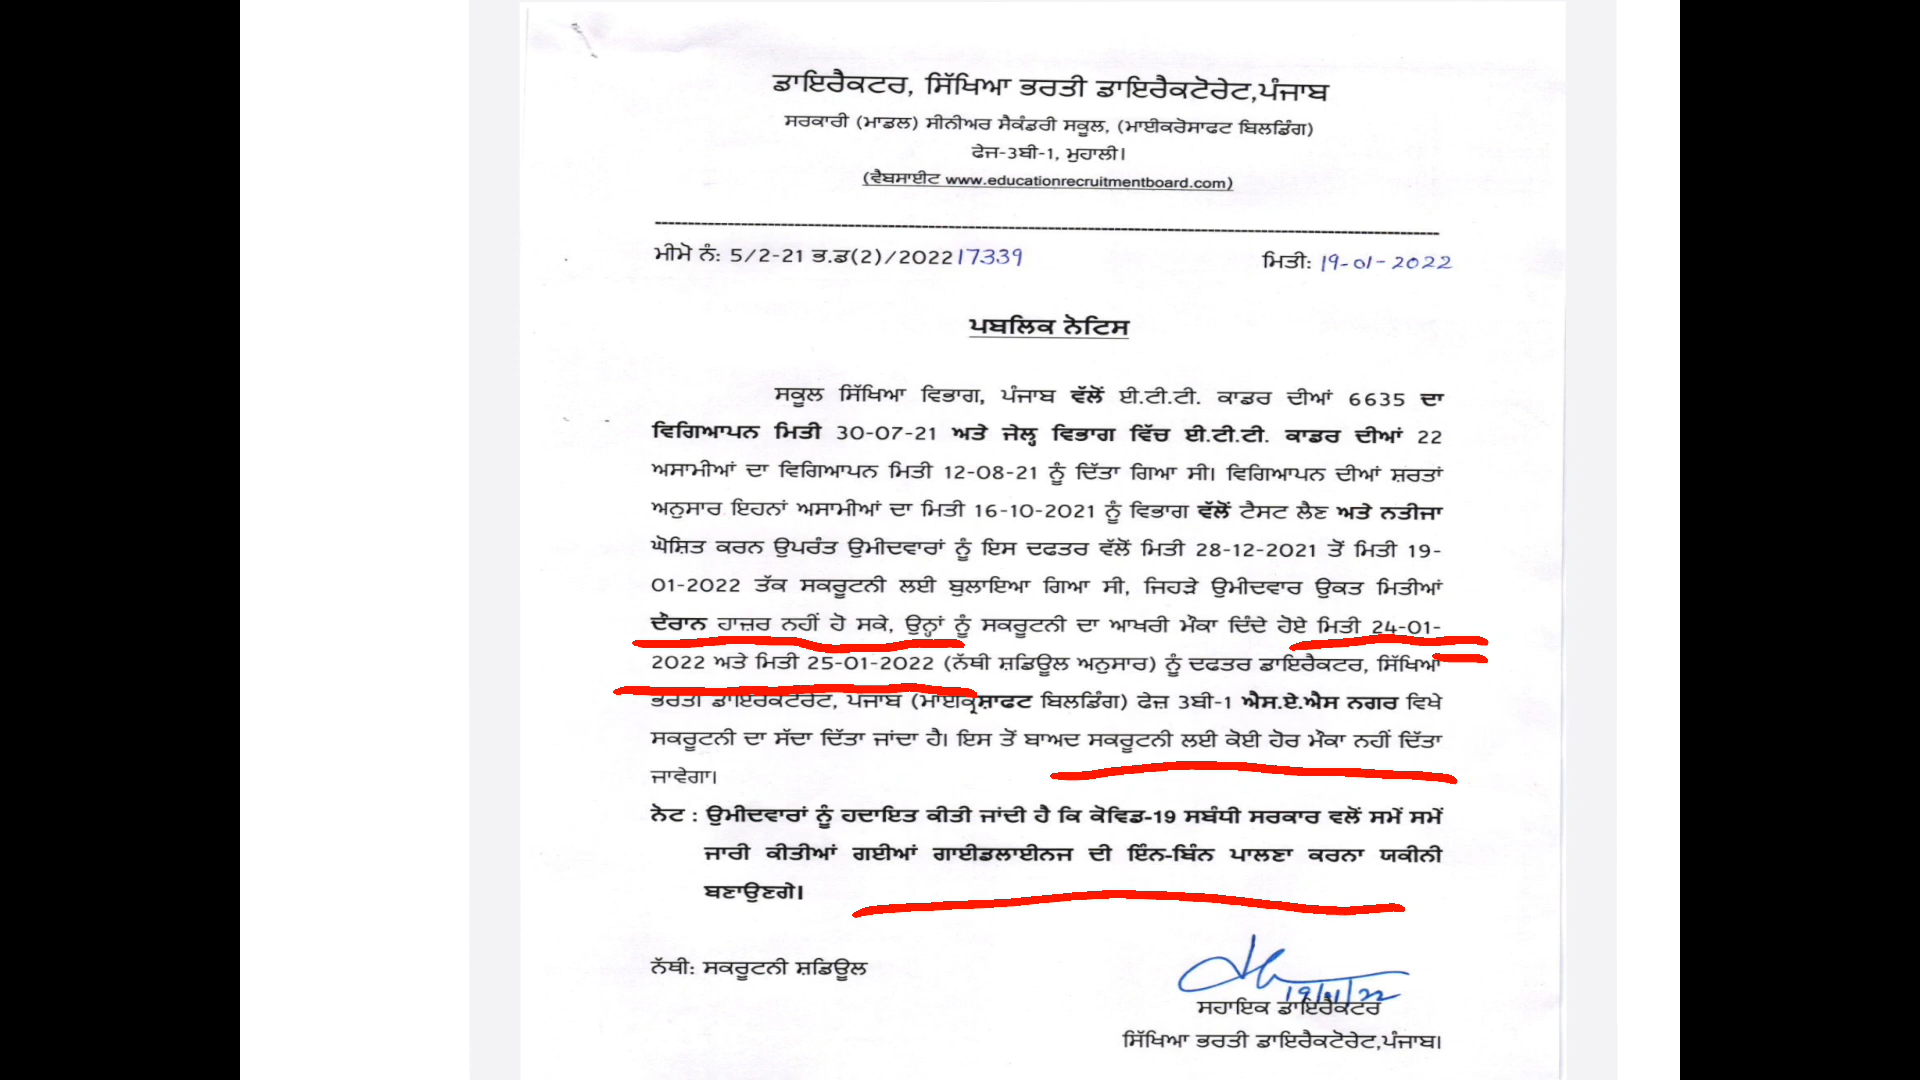 ਡਾਇਰੈਕਟਰ, ਸਿੱਖਿਆ ਭਰਤੀ ਡਾਇਰੈਕਟੋਰੇਟ,ਪੰਜਾਬ
ਸਰਕਾਰੀ (ਮਾਡਲ) ਸੀਨੀਅਰ ਸੈਕੰਡਰੀ ਸਕੂਲ, (ਮਾਈਕਰੋਸਾਫਟ ਬਿਲਡਿੰਗ)
ਫੇਜ-3ਬੀ-1, ਮੁਹਾਲੀ।
(ਵੈਬਸਾਈਟ www.educationrecruitmentboard.com)
ਮੀਮੋ ਨੰ: 5/2-21 ਭ.ਡ(2)/2022 17339 ਮਿਤੀ: 19-01-2022
ਪਬਲਿਕ ਨੋਟਿਸ
ਸਕੂਲ ਸਿੱਖਿਆ ਵਿਭਾਗ, ਪੰਜਾਬ ਵੱਲੋਂ ਈ.ਟੀ.ਟੀ. ਕਾਡਰ ਦੀਆਂ 6635 ਦਾ
ਵਿਗਿਆਪਨ ਮਿਤੀ 30-07-21 ਅਤੇ ਜੇਲ੍ਹ ਵਿਭਾਗ ਵਿੱਚ ਈ.ਟੀ.ਟੀ. ਕਾਡਰ ਦੀਆਂ 22
ਅਸਾਮੀਆਂ ਦਾ ਵਿਗਿਆਪਨ ਮਿਤੀ 12-08-21 ਨੂੰ ਦਿੱਤਾ ਗਿਆ ਸੀ। ਵਿਗਿਆਪਨ ਦੀਆਂ ਸ਼ਰਤਾਂ
ਅਨੁਸਾਰ ਇਹਨਾਂ ਅਸਾਮੀਆਂ ਦਾ ਮਿਤੀ 16-10-2021 ਨੂੰ ਵਿਭਾਗ ਵੱਲੋਂ ਟੈਸਟ ਲੈਣ ਅਤੇ ਨਤੀਜਾ
ਘੋਸ਼ਿਤ ਕਰਨ ਉਪਰੰਤ ਉਮੀਦਵਾਰਾਂ ਨੂੰ ਇਸ ਦਫਤਰ ਵੱਲੋਂ ਮਿਤੀ 28-12-2021 ਤੋਂ ਮਿਤੀ 19-
01-2022 ਤੱਕ ਸਕਰੂਟਨੀ ਲਈ ਬੁਲਾਇਆ ਗਿਆ ਸੀ, ਜਿਹੜੇ ਉਮੀਦਵਾਰ ਉਕਤ ਮਿਤੀਆਂ
ਦੌਰਾਨ ਹਾਜ਼ਰ ਨਹੀਂ ਹੋ ਸਕੇ, ਉਨ੍ਹਾਂ ਨੂੰ ਸਕਰੂਟਨੀ ਦਾ ਆਖਰੀ ਮੌਕਾ ਦਿੰਦੇ ਹੋਏ ਮਿਤੀ 24-01-
2022 ਅਤੇ ਮਿਤੀ 25-01-2022 (ਨੱਥੀ ਸ਼ਡਿਊਲ ਅਨੁਸਾਰ) ਨੂੰ ਦਫਤਰ ਡਾਇਰੈਕਟਰ, ਸਿੱਖਿਆ
ਭਰਤੀ ਡਾਇਰੈਕਟੋਰੇਟ, ਪੰਜਾਬ (ਮਾਈਕ੍ਰਸ਼ਾਫਟ ਬਿਲਡਿੰਗ) ਫੇਜ਼ 3ਬੀ-1 ਐਸ.ਏ.ਐਸ ਨਗਰ ਵਿਖੇ
ਸਕਰੂਟਨੀ ਦਾ ਸੱਦਾ ਦਿੱਤਾ ਜਾਂਦਾ ਹੈ। ਇਸ ਤੋਂ ਬਾਅਦ ਸਕਰੂਟਨੀ ਲਈ ਕੋਈ ਹੋਰ ਮੌਕਾ ਨਹੀਂ ਦਿੱਤਾ
ਜਾਵੇਗਾ।
ਨੋਟ : ਉਮੀਦਵਾਰਾਂ ਨੂੰ ਹਦਾਇਤ ਕੀਤੀ ਜਾਂਦੀ ਹੈ ਕਿ ਕੋਵਿਡ-19 ਸਬੰਧੀ ਸਰਕਾਰ ਵਲੋਂ ਸਮੇਂ ਸਮੇਂ
ਜਾਰੀ ਕੀਤੀਆਂ ਗਈਆਂ ਗਾਈਡਲਾਈਨਜ ਦੀ ਇੰਨ-ਬਿੰਨ ਪਾਲਣਾ ਕਰਨਾ ਯਕੀਨੀ
ਬਣਾਉਣਗੇ।
ਨੱਥੀ: ਸਕਰੂਟਨੀ ਸ਼ਡਿਊਲ
19/01/22
ਸਹਾਇਕ ਡਾਇਰੈਕਟਰ
ਸਿੱਖਿਆ ਭਰਤੀ ਡਾਇਰੈਕਟੋਰੇਟ,ਪੰਜਾਬ।